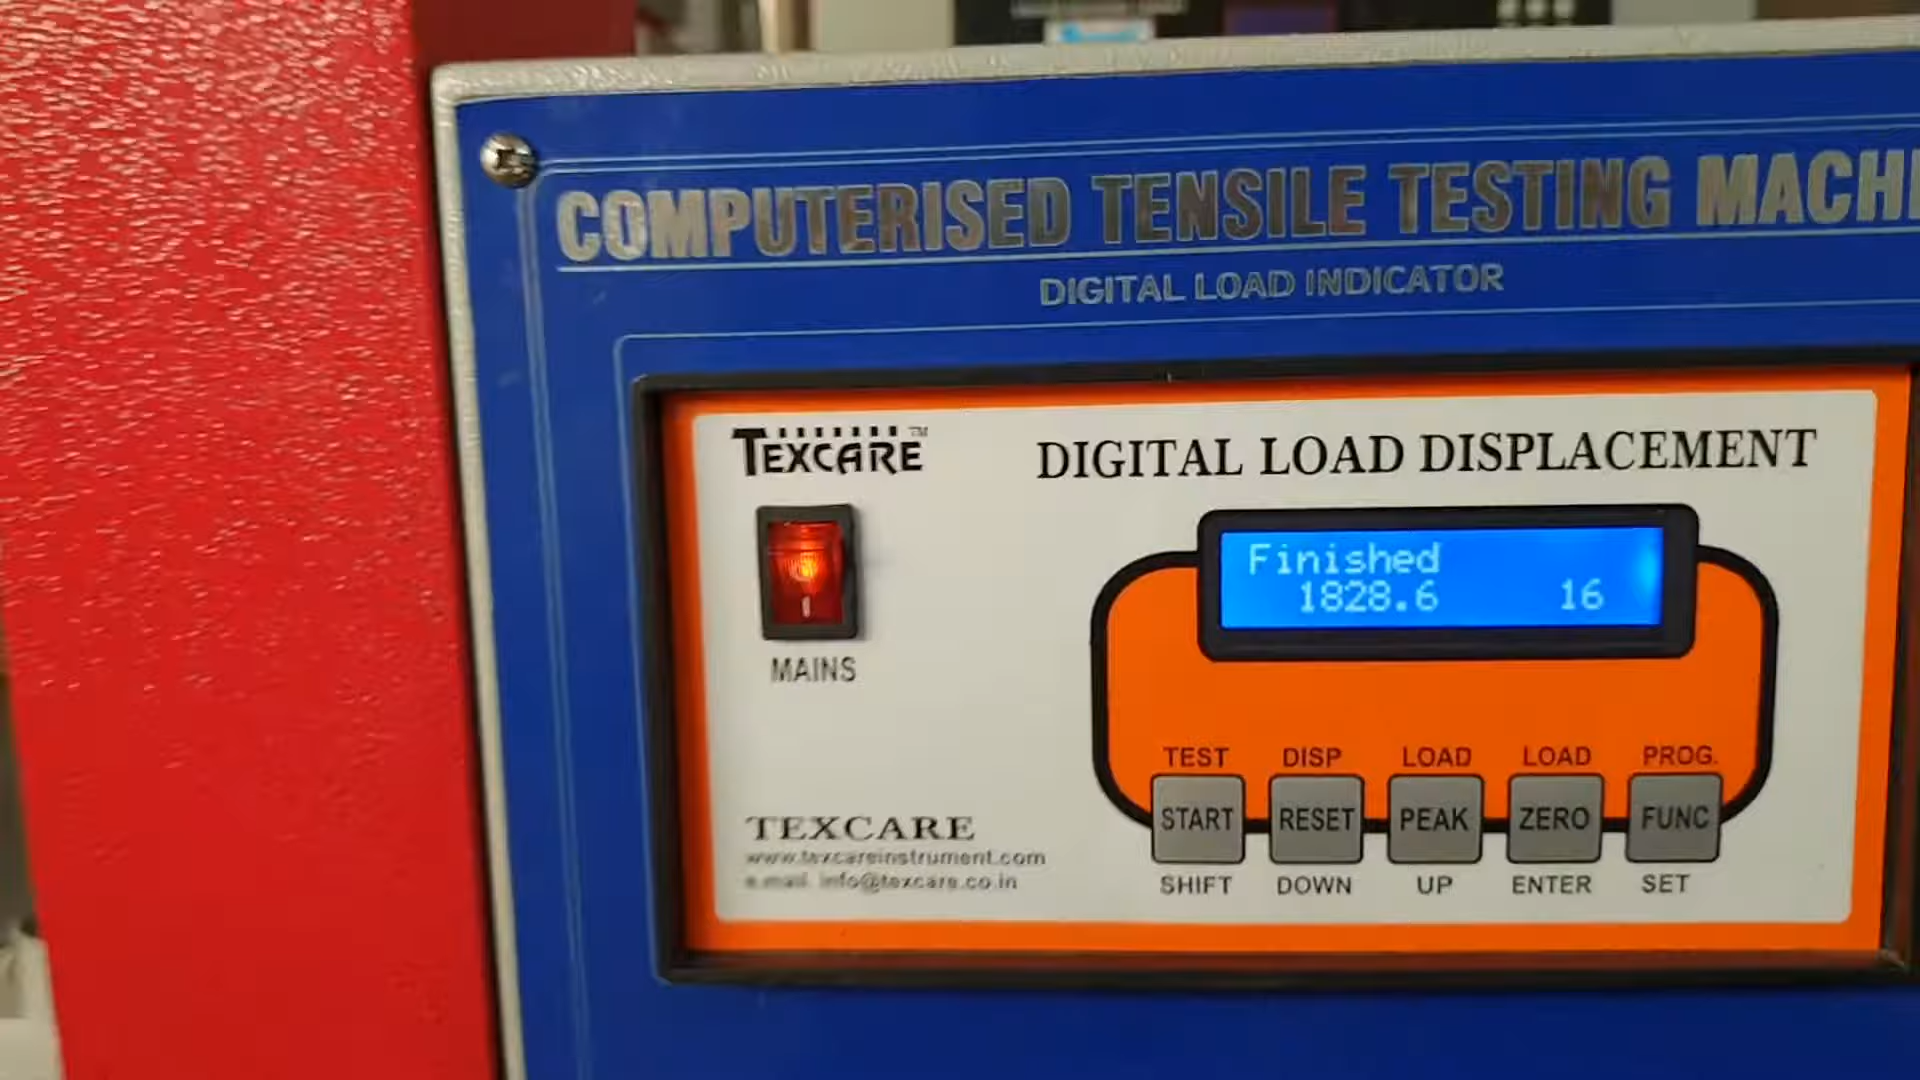 COMPUTERISED TENSILE TESTING MACHI
DIGITAL LOAD INDICATOR
TEXCARE™
DIGITAL LOAD DISPLACEMENT
Finished
1828.6 16
MAINS
TEST DISP LOAD LOAD PROG.
START RESET PEAK ZERO FUNC
SHIFT DOWN UP ENTER SET
TEXCARE
www.texcareinstrument.com
e.mail. info@texcare.co.in